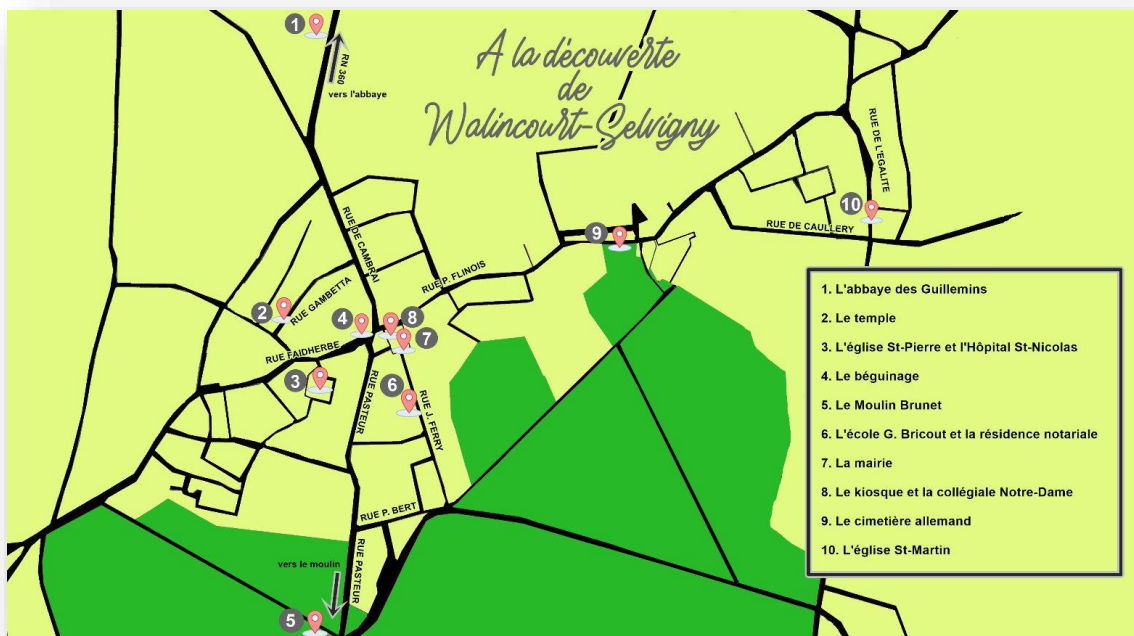 1
RN 360
vers l'abbaye
A la découverte
de
Walincourt-Selvigny
RUE DE L'EGALITE
10
RUE DE CAULLERY
9
RUE DE CAMBRAI
RUE P. FLINOIS
RUE GAMBETTA
2
4
8
7
RUE FAIDHERBE
3
6
RUE PASTEUR
RUE J. FERRY
RUE P. BERT
RUE PASTEUR
vers le moulin
5
1. L'abbaye des Guillemins
2. Le temple
3. L'église St-Pierre et l'Hôpital St-Nicolas
4. Le béguinage
5. Le Moulin Brunet
6. L'école G. Bricout et la résidence notariale
7. La mairie
8. Le kiosque et la collégiale Notre-Dame
9. Le cimetière allemand
10. L'église St-Martin